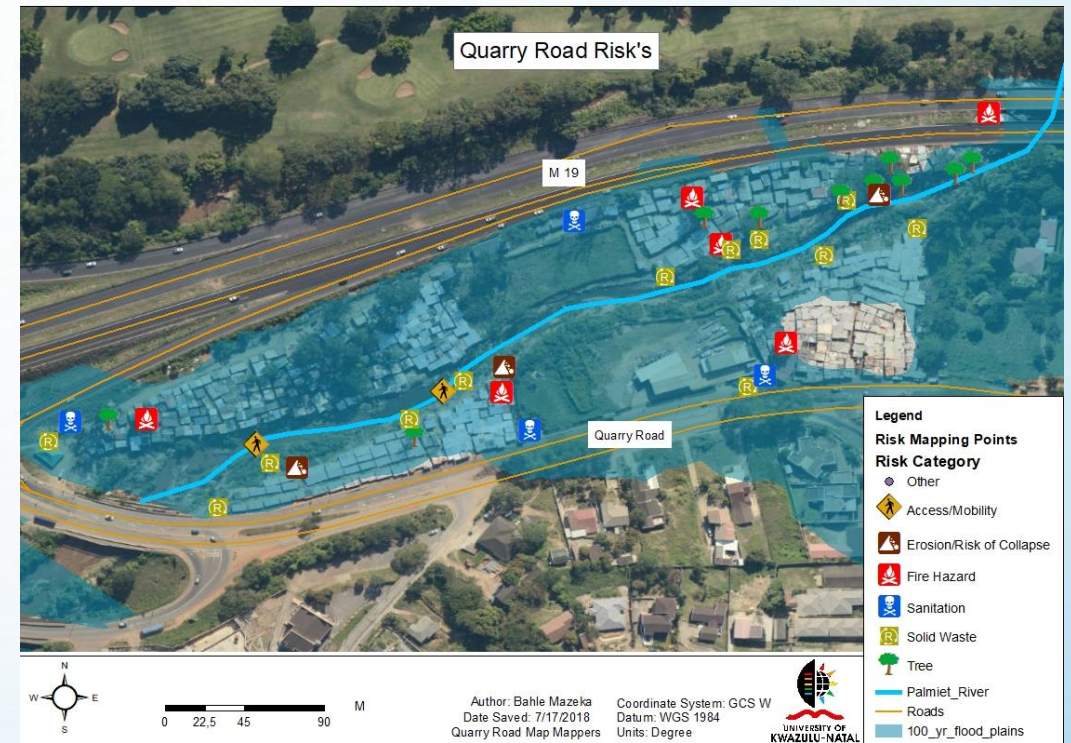 Quarry Road Risk's
M 19
Quarry Road
R
R
R
R
R
R
R
R
R
R
R
R
Legend
Risk Mapping Points
Risk Category
Other
Access/Mobility
Erosion/Risk of Collapse
Fire Hazard
Sanitation
R Solid Waste
Tree
Palmiet_River
Roads
100_yr_flood_plains
N
W E
S
0 22,5 45 90
M
Author: Bahle Mazeka
Date Saved: 7/17/2018
Quarry Road Map Mappers
Coordinate System: GCS W
Datum: WGS 1984
Units: Degree
UNIVERSITY OF
KWAZULU-NATAL